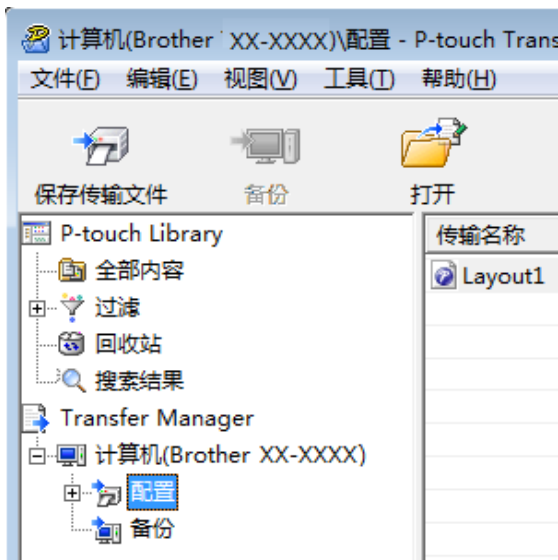 计算机(Brother XX-XXXX)\配置 - P-touch Trans
文件(F) 编辑(E) 视图(V) 工具(T) 帮助(H)
保存传输文件 备份 打开
P-touch Library
传输名称
全部内容
Layout1
过滤
回收站
搜索结果
Transfer Manager
计算机(Brother XX-XXXX)
配置
备份